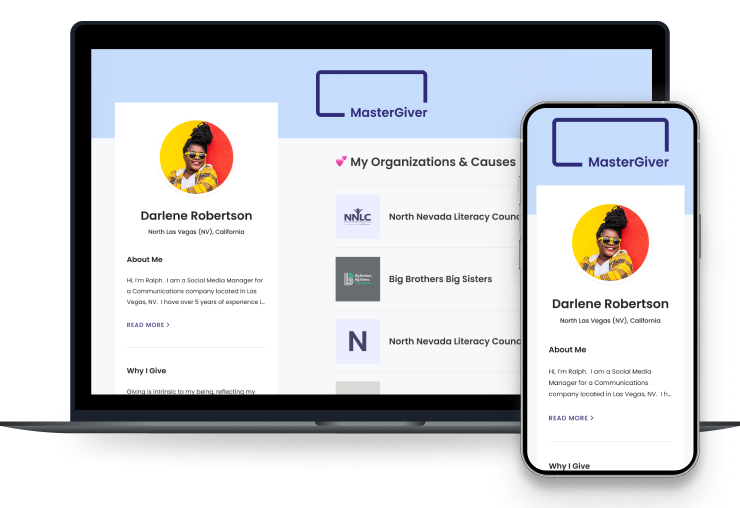 MasterGiver
Darlene Robertson
North Las Vegas (NV), California
About Me
Hi, I'm Ralph. I am a Social Media Manager for
a Communications company located in Las
Vegas, NV. I have over 5 years of experience i...
READ MORE >
Why I Give
Giving is intrinsic to my being, reflecting my
💕 My Organizations & Causes
NNLC
North Nevada Literacy Counc
Big Brothers
Big Sisters
Big Brothers Big Sisters
N
North Nevada Literacy Counc
MasterGiver
Darlene Robertson
North Las Vegas (NV), California
About Me
Hi, I'm Ralph. I am a Social Media
Manager for a Communications
company located in Las Vegas, NV. I h...
READ MORE >
Why I Give